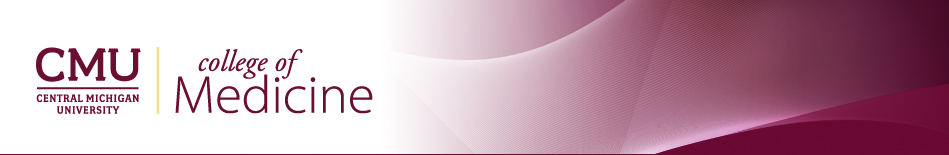 CMU
CENTRAL MICHIGAN
UNIVERSITY
college of
Medicine